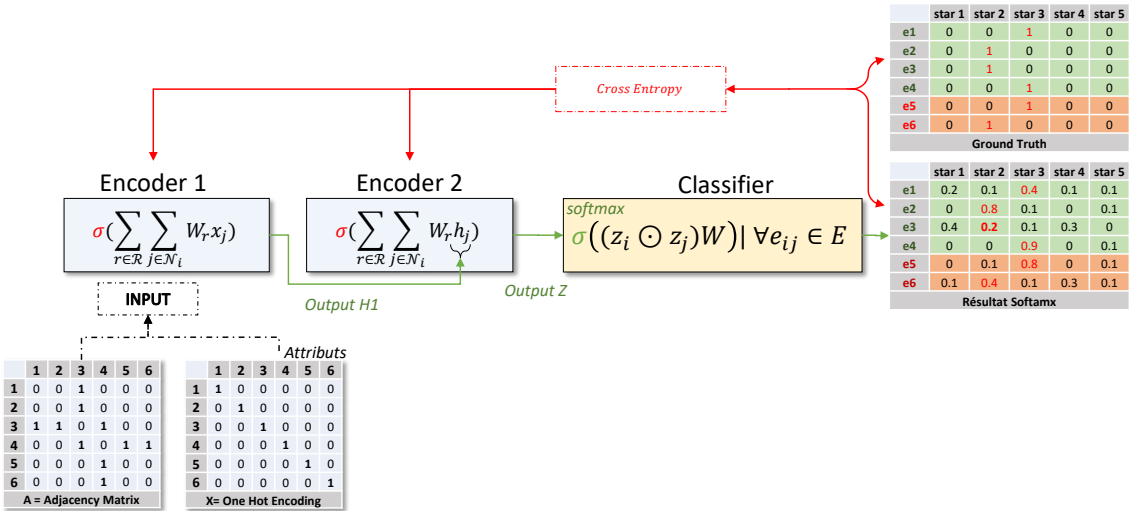 star 1 star 2 star 3 star 4 star 5
e1 0 0 1 0 0
e2 0 1 0 0 0
e3 0 1 0 0 0
e4 0 0 1 0 0
e5 0 0 1 0 0
e6 0 1 0 0 0
Ground Truth
Cross Entropy
Encoder 1
σ(∑r∈ℛ ∑j∈𝒩i Wr xj)
Encoder 2
σ(∑r∈ℛ ∑j∈𝒩i Wr hj)
Classifier
softmax
σ((zi ⊙ zj)W)| ∀eij ∈ E
star 1 star 2 star 3 star 4 star 5
e1 0.2 0.1 0.4 0.1 0.1
e2 0 0.8 0.1 0 0.1
e3 0.4 0.2 0.1 0.3 0
e4 0 0 0.9 0 0.1
e5 0 0.1 0.8 0 0.1
e6 0.1 0.4 0.1 0.3 0.1
Résultat Softamx
Output H1
Output Z
INPUT
Attributs
1 2 3 4 5 6
1 0 0 1 0 0 0
2 0 0 1 0 0 0
3 1 1 0 1 0 0
4 0 0 1 0 1 1
5 0 0 0 1 0 0
6 0 0 0 1 0 0
A = Adjacency Matrix
1 2 3 4 5 6
1 1 0 0 0 0 0
2 0 1 0 0 0 0
3 0 0 1 0 0 0
4 0 0 0 1 0 0
5 0 0 0 0 1 0
6 0 0 0 0 0 1
X= One Hot Encoding